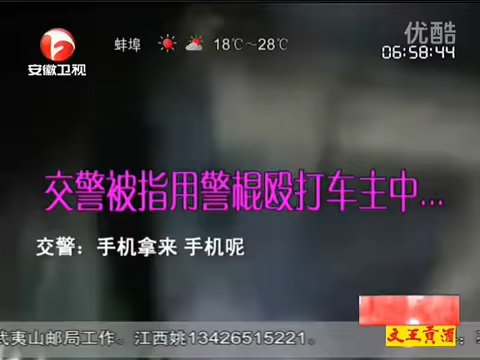 优酷
安徽卫视
蚌埠 18℃～28℃
06:58:44
交警被指用警棍殴打车主中...
交警：手机拿来 手机呢
武夷山邮局工作。江西姚13426515221。
文王贡酒